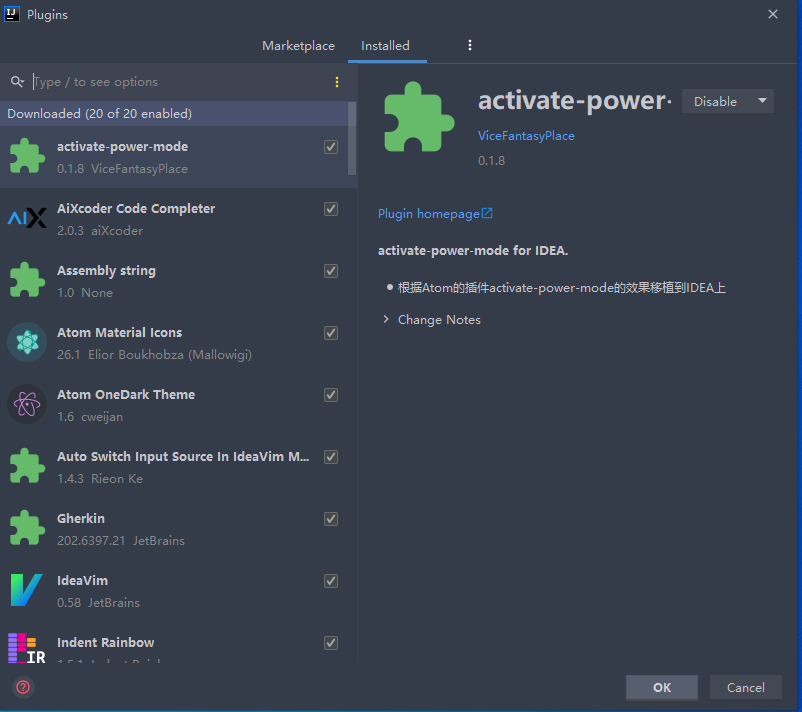 IJ Plugins
Marketplace Installed
Type / to see options
Downloaded (20 of 20 enabled)
activate-power-mode
0.1.8 ViceFantasyPlace
AiXcoder Code Completer
2.0.3 aiXcoder
Assembly string
1.0 None
Atom Material Icons
26.1 Elior Boukhobza (Mallowigi)
Atom OneDark Theme
1.6 cweijan
Auto Switch Input Source In IdeaVim M...
1.4.3 Rieon Ke
Gherkin
202.6397.21 JetBrains
IdeaVim
0.58 JetBrains
IR Indent Rainbow
activate-power- Disable
ViceFantasyPlace
0.1.8
Plugin homepage
activate-power-mode for IDEA.
根据Atom的插件activate-power-mode的效果移植到IDEA上
Change Notes
OK Cancel